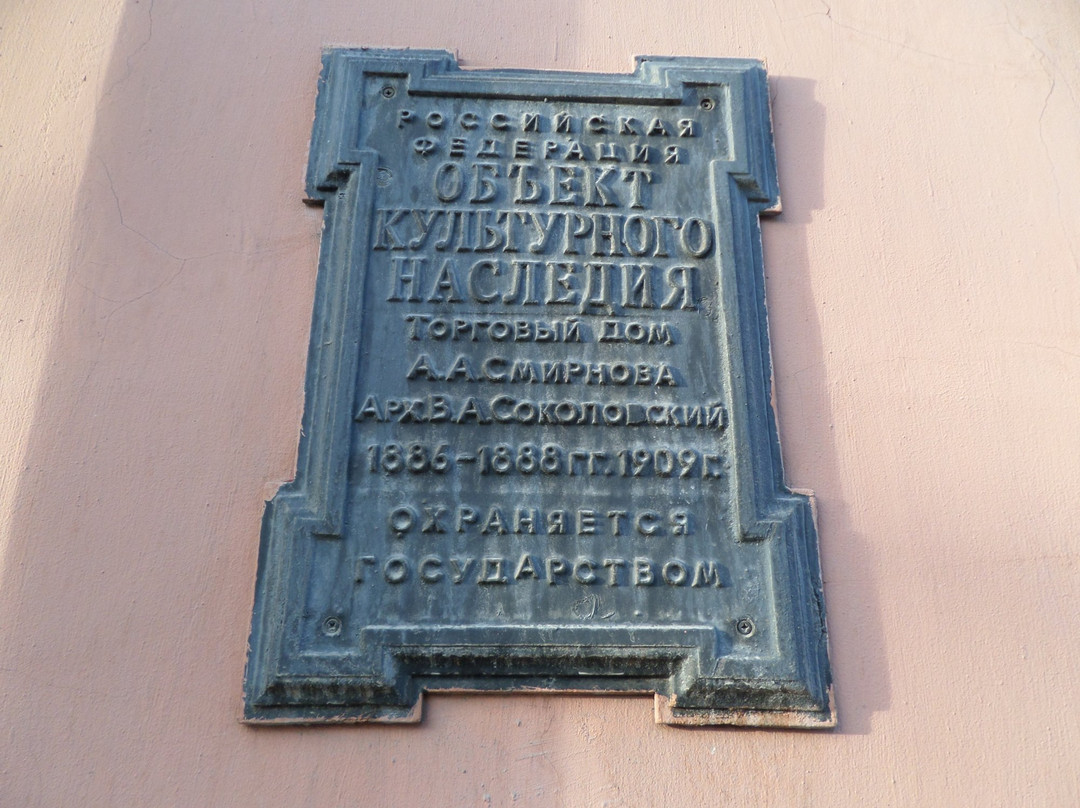 РОССИЙСКАЯ
ФЕДЕРАЦИЯ
ОБЪЕКТ
КУЛЬТУРНОГО
НАСЛЕДИЯ
ТОРГОВЫЙ ДОМ
А.А.СМИРНОВА
АРХ.В.А.СОКОЛОВСКИЙ
1886-1888 гг. 1909 г.
ОХРАНЯЕТСЯ
ГОСУДАРСТВОМ